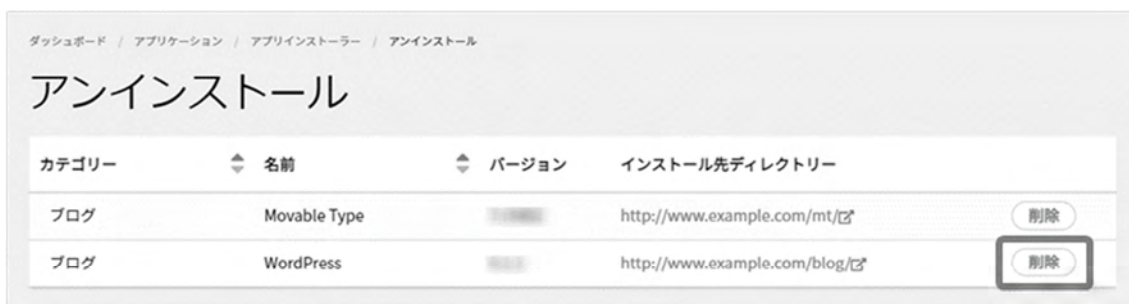 ダッシュボード / アプリケーション / アプリインストーラー / アンインストール
アンインストール
カテゴリー 名前 バージョン インストール先ディレクトリー
ブログ Movable Type http://www.example.com/mt/ 削除
ブログ WordPress http://www.example.com/blog/ 削除